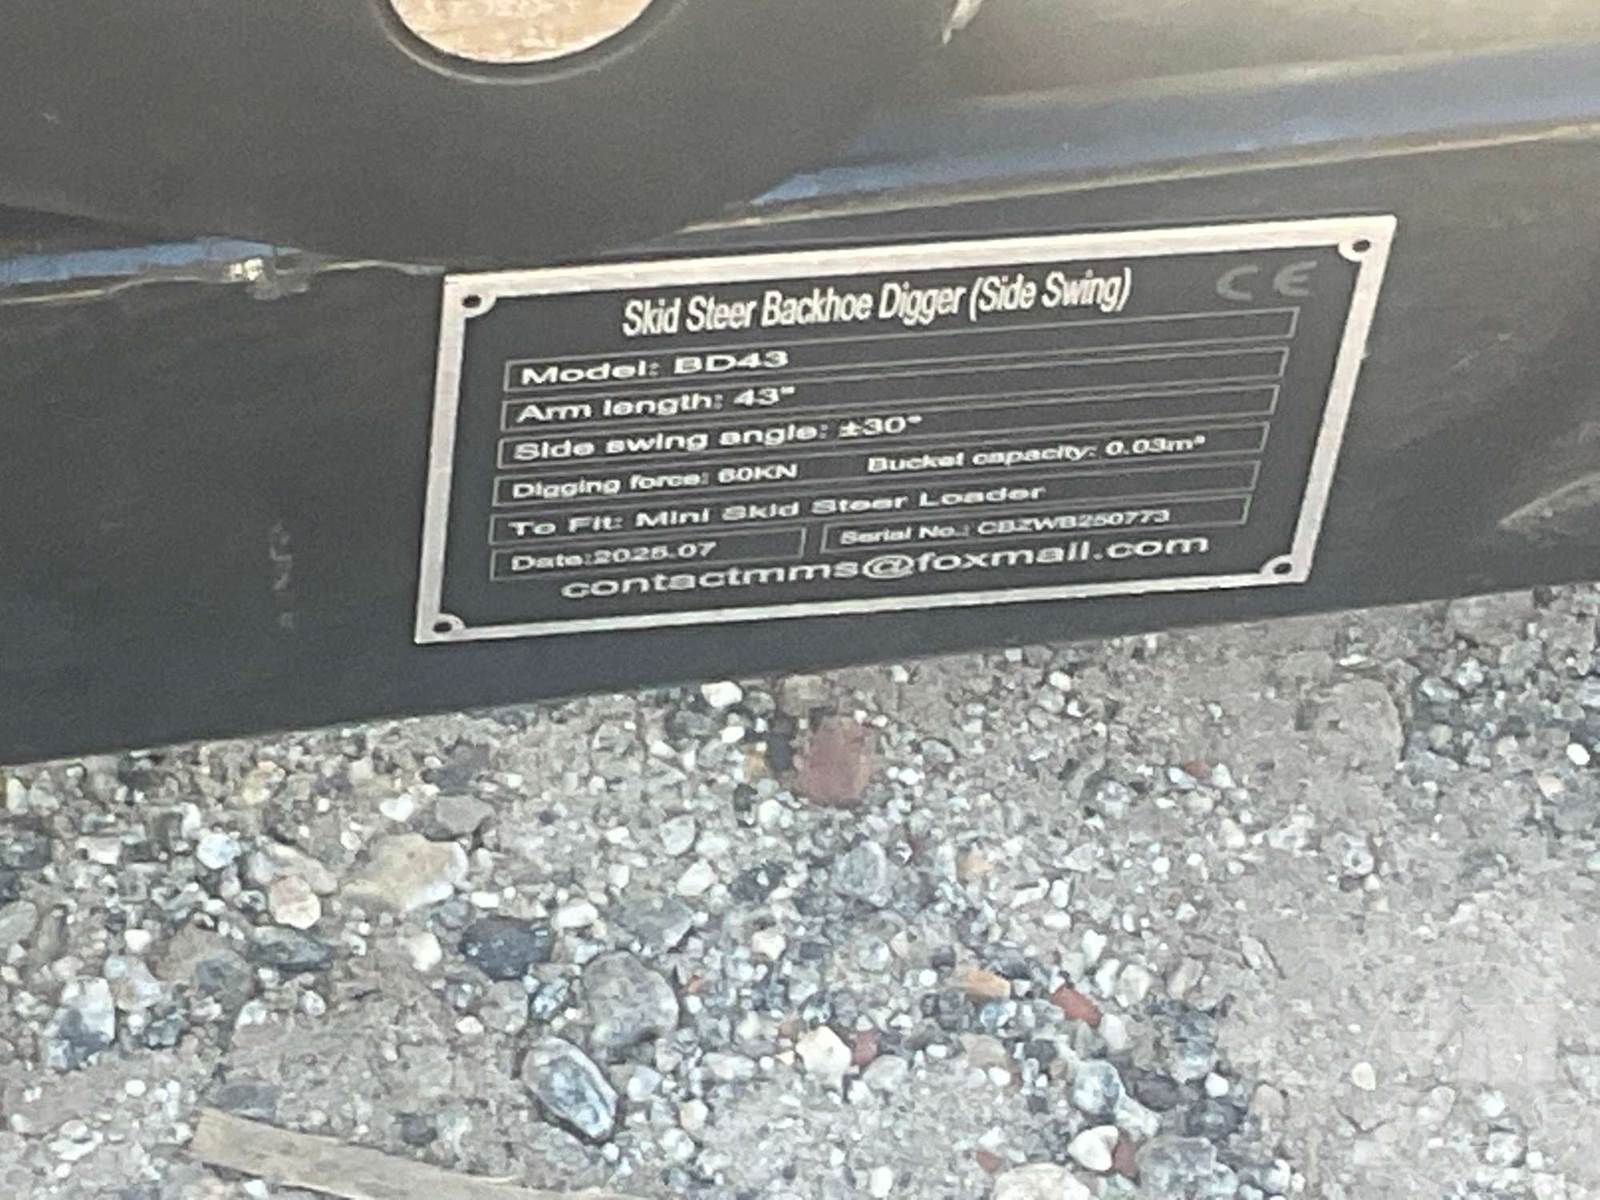 Skid Steer Backhoe Digger (Side Swing) CE
Model: BD43
Arm length: 43"
Side swing angle: ±30°
Digging force: 60KN Bucket capacity: 0.03m³
To Fit: Mini Skid Steer Loader
Date:2025.07 Serial No.: CBZWB250773
contactmms@foxmail.com